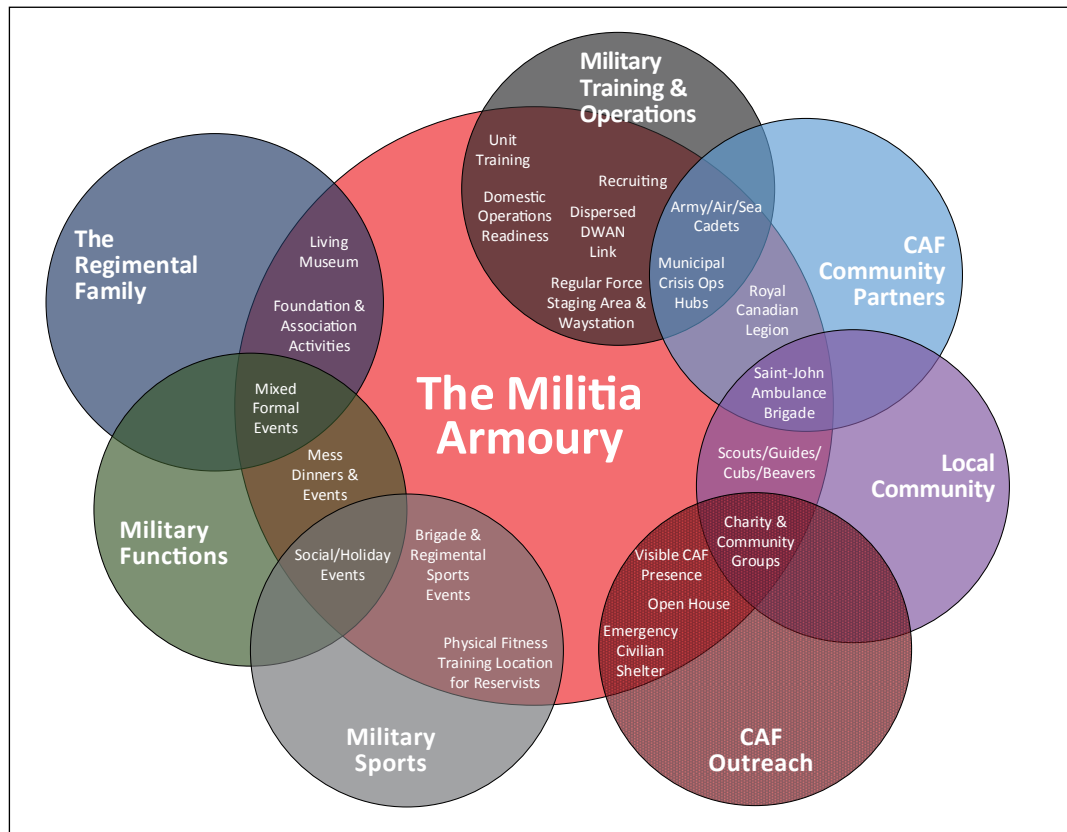 Military
Training &
Operations
Unit
Training
Recruiting
Domestic
Operations
Readiness
Dispersed
DWAN
Link
Regular Force
Staging Area &
Waystation
Army/Air/Sea
Cadets
Municipal
Crisis Ops
Hubs
CAF
Community
Partners
Royal
Canadian
Legion
The
Regimental
Family
Living
Museum
Foundation &
Association
Activities
Mixed
Formal
Events
The Militia
Armoury
Saint-John
Ambulance
Brigade
Scouts/Guides/
Cubs/Beavers
Local
Community
Mess
Dinners &
Events
Military
Functions
Social/Holiday
Events
Brigade &
Regimental
Sports
Events
Physical Fitness
Training Location
for Reservists
Military
Sports
Charity &
Community
Groups
Visible CAF
Presence
Open House
Emergency
Civilian
Shelter
CAF
Outreach